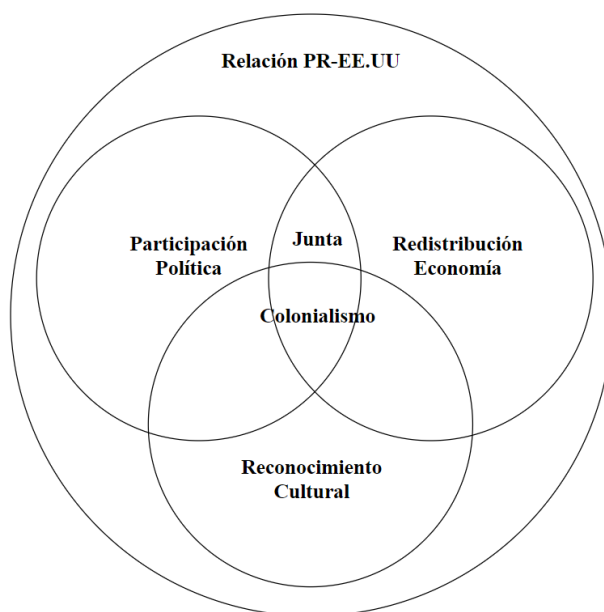 Relación PR-EE.UU
Junta
Participación
Política
Redistribución
Economía
Colonialismo
Reconocimiento
Cultural